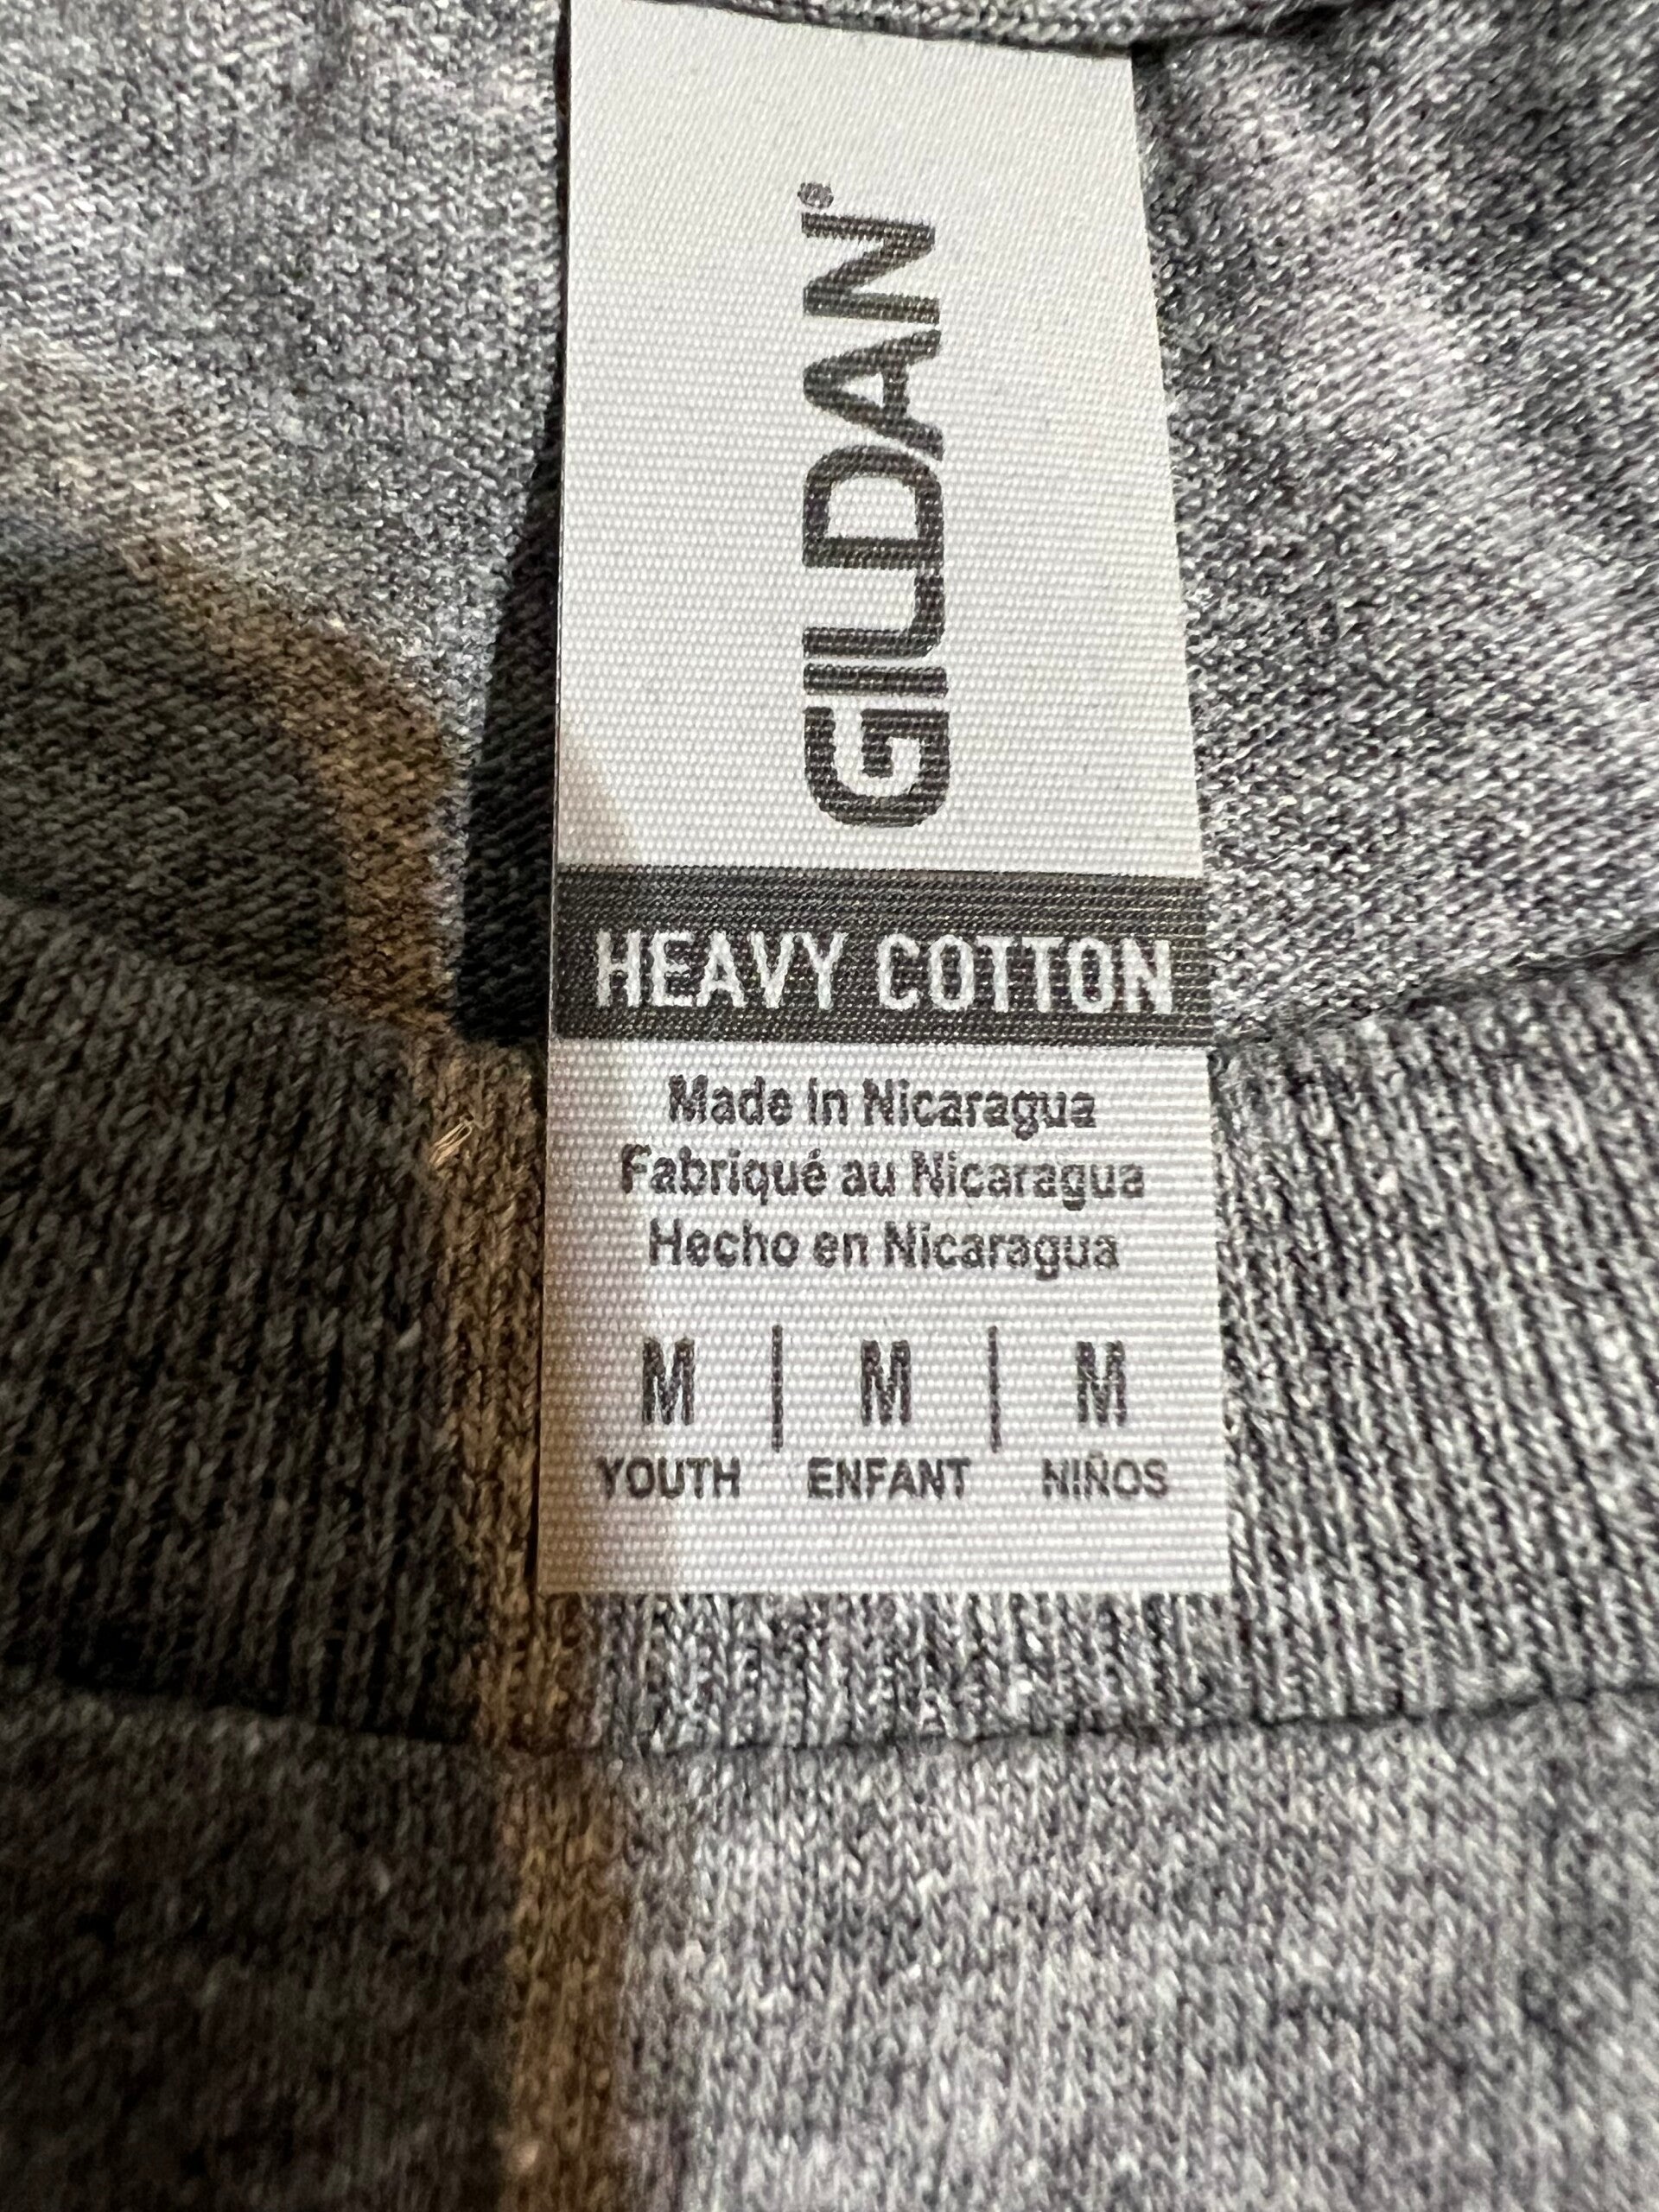 GILDAN®
HEAVY COTTON
Made in Nicaragua
Fabriqué au Nicaragua
Hecho en Nicaragua
M | M | M
YOUTH ENFANT NIÑOS